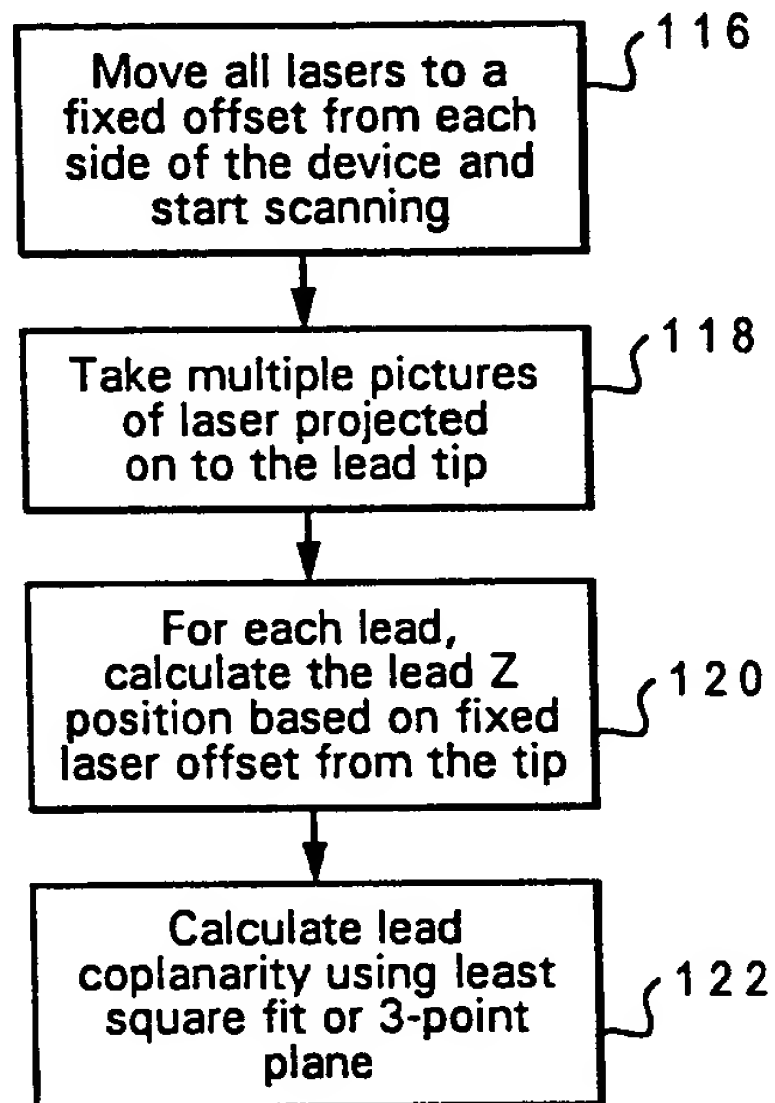 116
Move all lasers to a
fixed offset from each
side of the device and
start scanning
118
Take multiple pictures
of laser projected
on to the lead tip
For each lead,
calculate the lead Z
position based on fixed
laser offset from the tip
120
Calculate lead
coplanarity using least
square fit or 3-point
plane
122